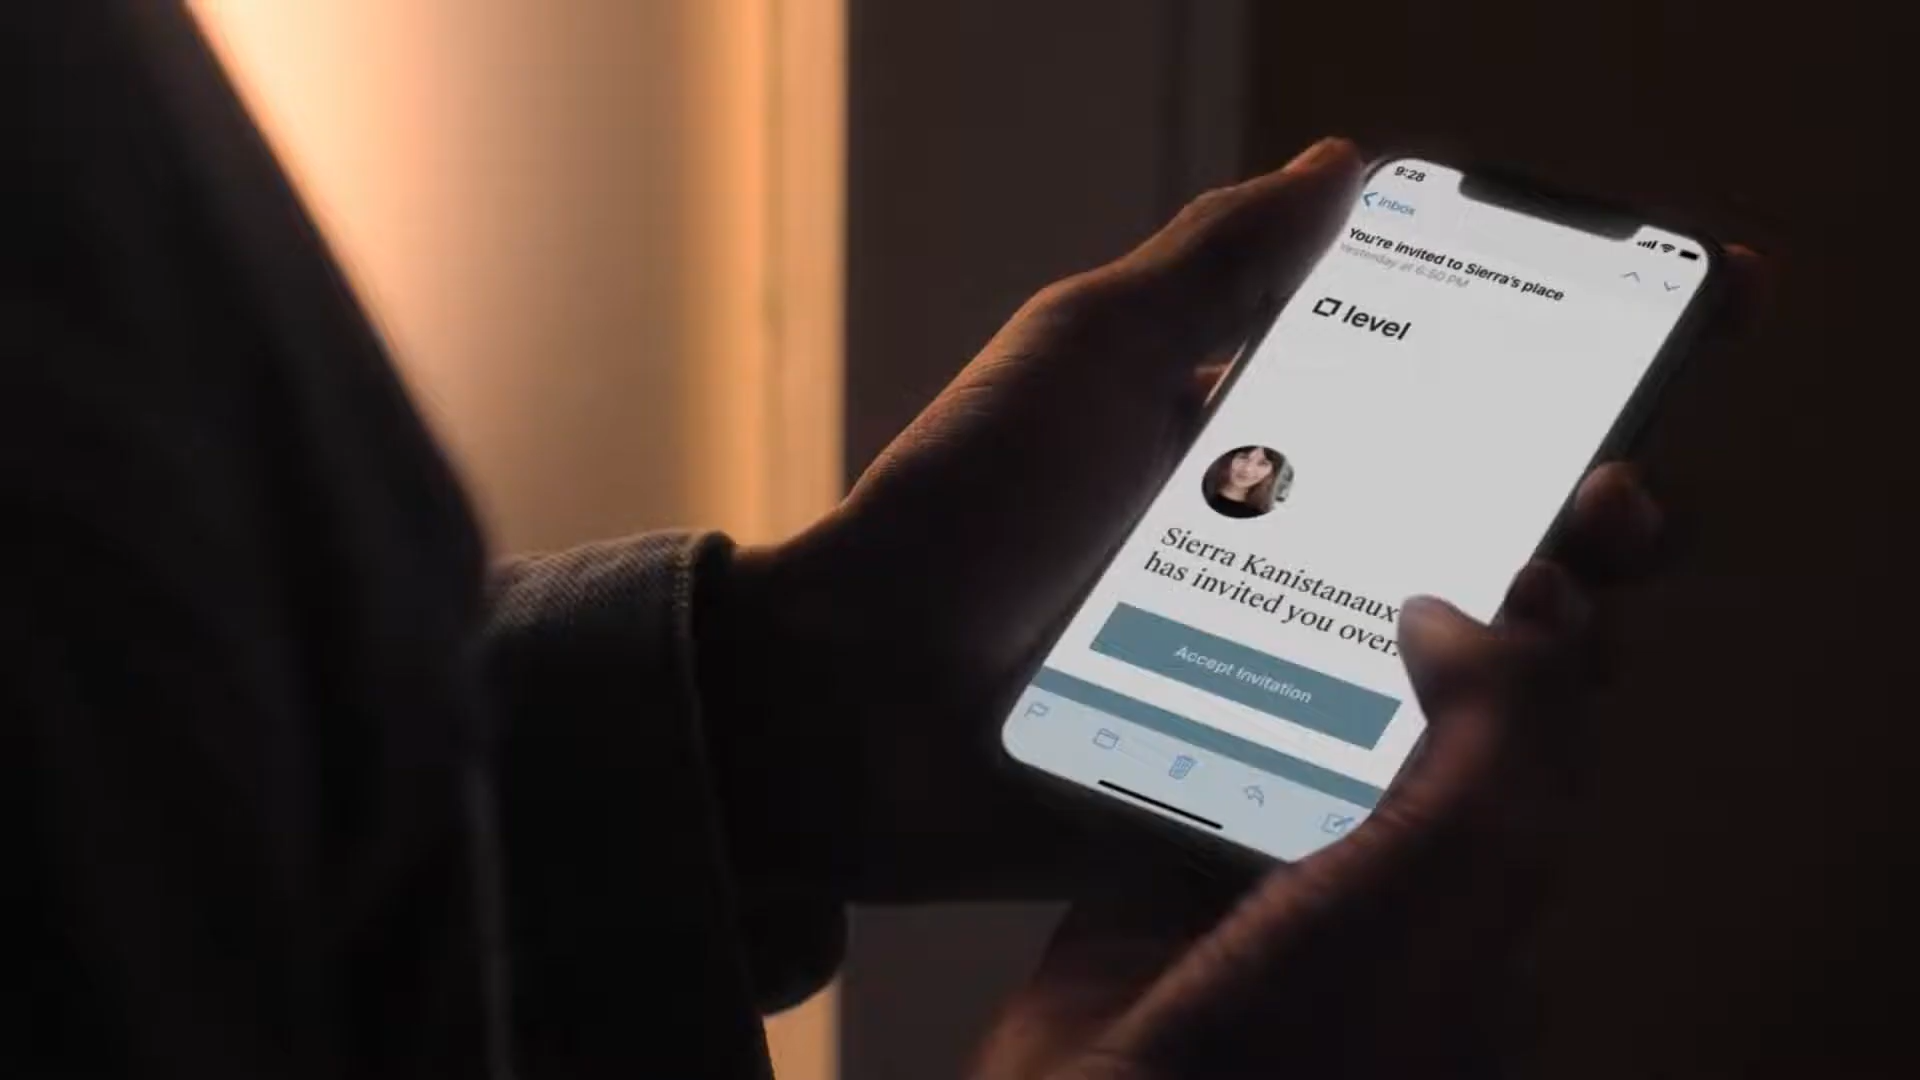 9:28
Inbox
You're invited to Sierra's place
Yesterday at 6:50 PM
level
Sierra Kanistanaux
has invited you over.
Accept Invitation